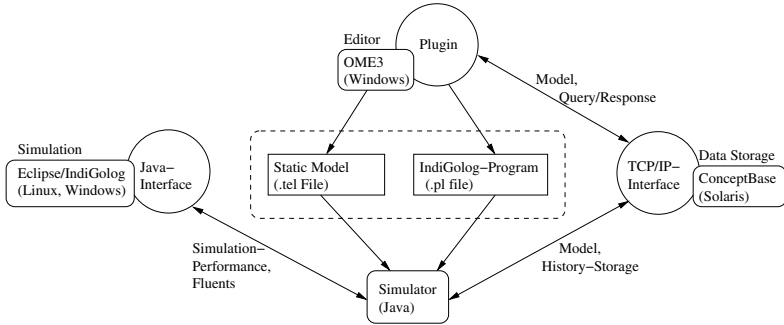 Editor
OME3
(Windows)
Plugin
Model,
Query/Response
Simulation
Eclipse/IndiGolog
(Linux, Windows)
Java−
Interface
Static Model
(.tel File)
IndiGolog−Program
(.pl file)
TCP/IP−
Interface
Data Storage
ConceptBase
(Solaris)
Simulation−
Performance,
Fluents
Model,
History−Storage
Simulator
(Java)